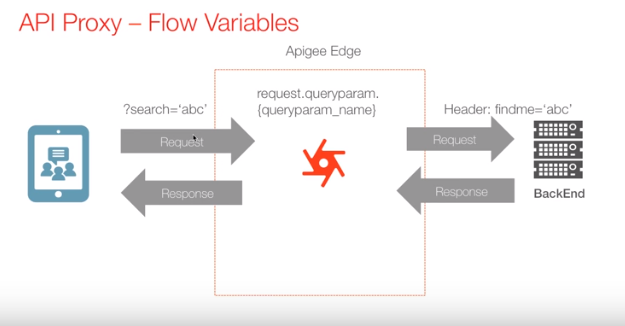 API Proxy – Flow Variables
Apigee Edge
?search=‘abc’
request.queryparam.
{queryparam_name}
Header: findme=‘abc’
Request
Request
Response
Response
BackEnd